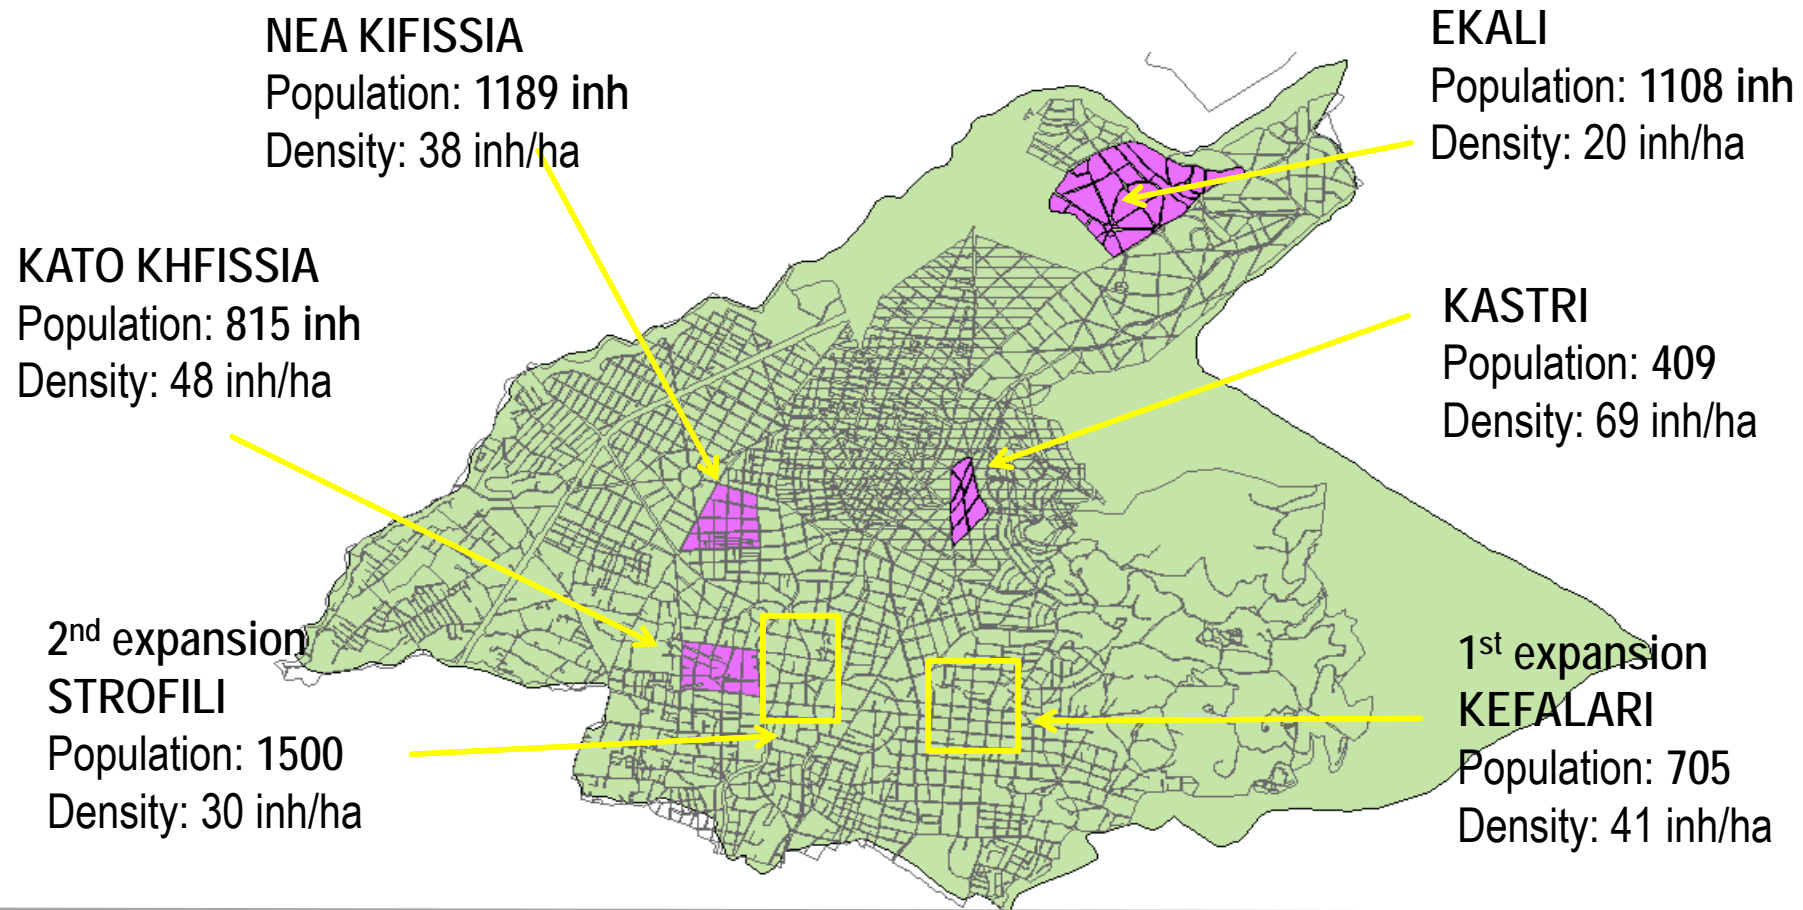 NEA KIFISSIA
Population: 1189 inh
Density: 38 inh/ha
EKALI
Population: 1108 inh
Density: 20 inh/ha
KATO KHFISSIA
Population: 815 inh
Density: 48 inh/ha
KASTRI
Population: 409
Density: 69 inh/ha
2nd expansion
STROFILI
Population: 1500
Density: 30 inh/ha
1st expansion
KEFALARI
Population: 705
Density: 41 inh/ha